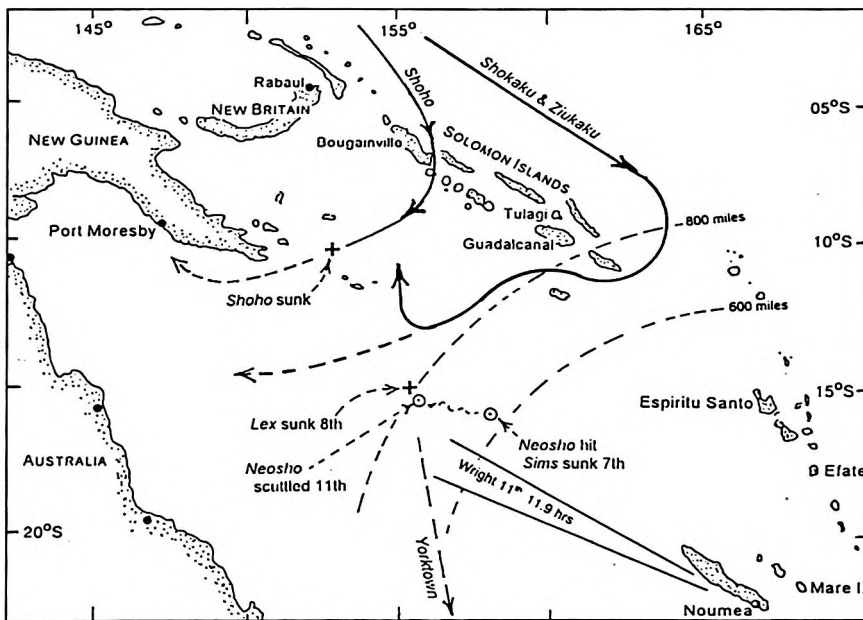 145°
155°
165°
Shoho
Shokaku & Ziukaku
Rabaul
NEW BRITAIN
05°S
NEW GUINEA
Bougainvillo
SOLOMON ISLANDS
Tulagi
Port Moresby
Guadalcanal
800 miles
10°S
Shoho sunk
600 miles
15°S
Espiritu Santo
Lex sunk 8th
Neosho hit
Sims sunk 7th
AUSTRALIA
Neosho
scuttled 11th
Wright 11th 11.9 hrs
Efate
20°S
Yorktown
Mare I.
Noumea